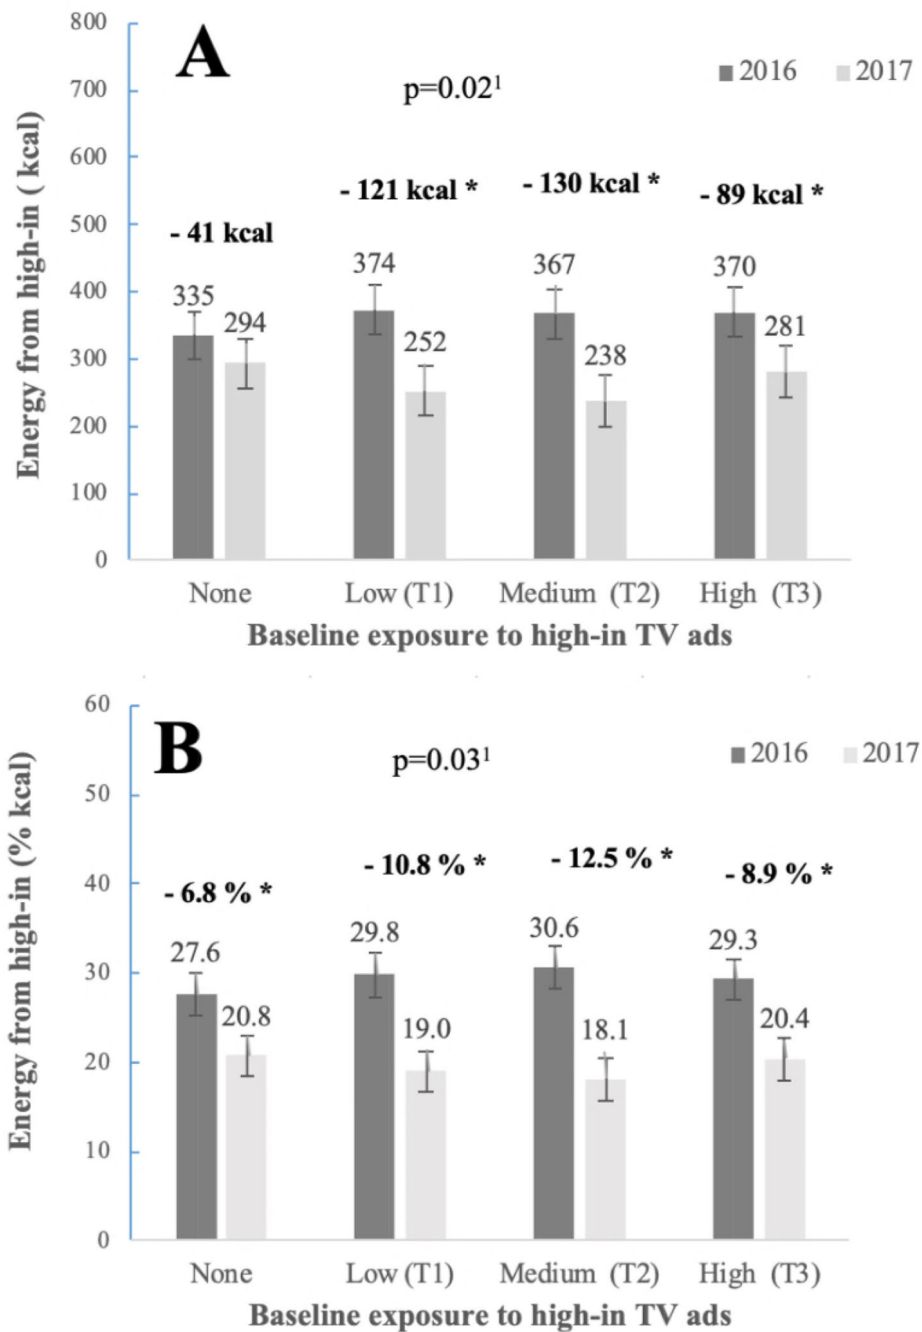 A
p=0.02¹
2016 2017
Energy from high-in ( kcal)
800
700
600
500
400
300
200
100
0
- 41 kcal
- 121 kcal *
- 130 kcal *
- 89 kcal *
335 294
374 252
367 238
370 281
None Low (T1) Medium (T2) High (T3)
Baseline exposure to high-in TV ads
B
p=0.03¹
2016 2017
Energy from high-in (% kcal)
60
50
40
30
20
10
0
- 6.8 % *
- 10.8 % *
- 12.5 % *
- 8.9 % *
27.6 20.8
29.8 19.0
30.6 18.1
29.3 20.4
None Low (T1) Medium (T2) High (T3)
Baseline exposure to high-in TV ads